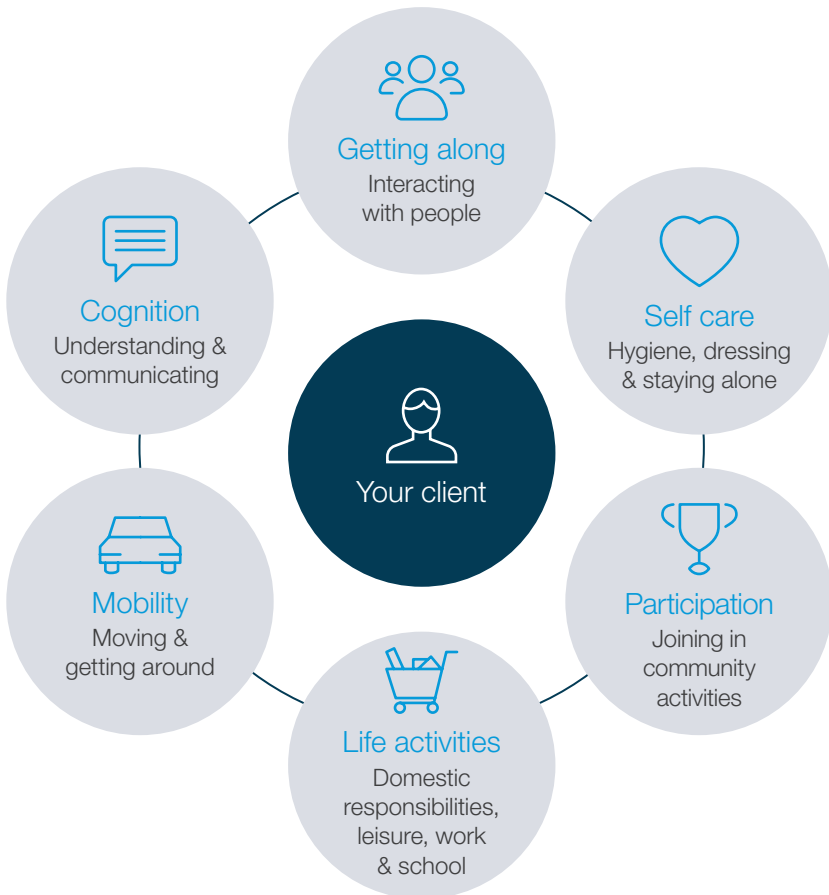 Getting along
Interacting
with people
Self care
Hygiene, dressing
& staying alone
Participation
Joining in
community
activities
Life activities
Domestic
responsibilities,
leisure, work
& school
Mobility
Moving &
getting around
Cognition
Understanding &
communicating
Your client